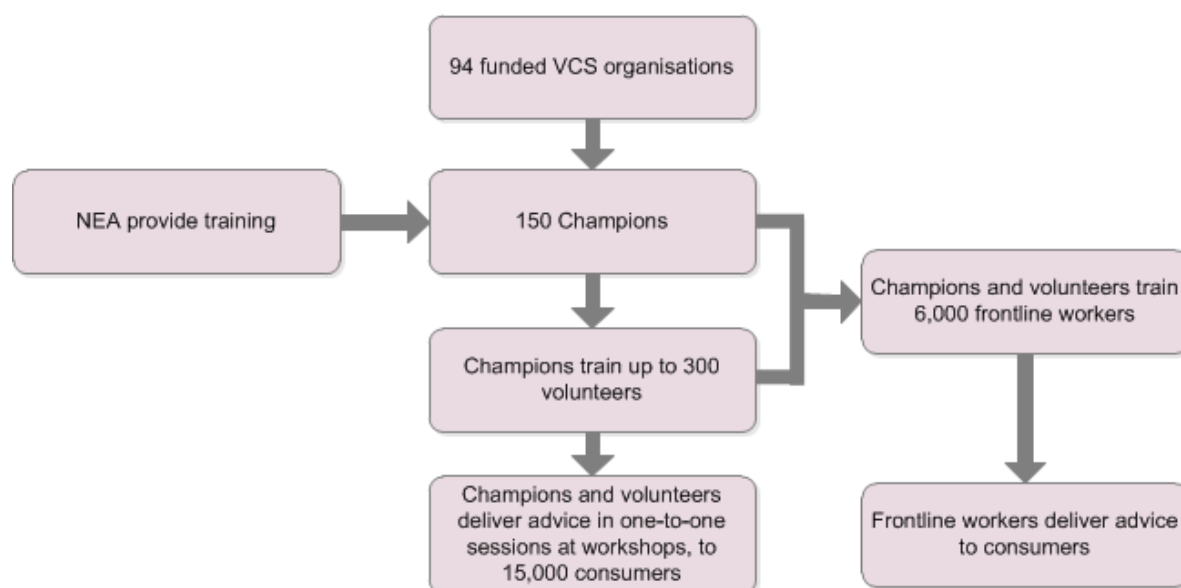 94 funded VCS organisations
NEA provide training
150 Champions
Champions and volunteers train
6,000 frontline workers
Champions train up to 300
volunteers
Champions and volunteers
deliver advice in one-to-one
sessions at workshops, to
15,000 consumers
Frontline workers deliver advice
to consumers